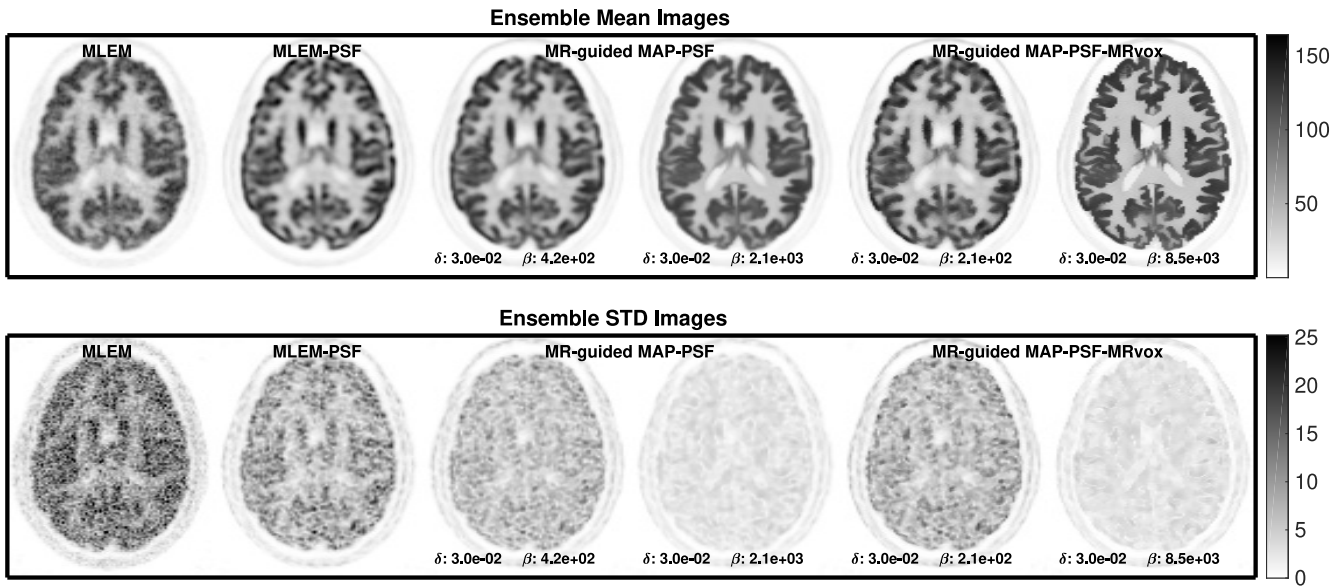 Ensemble Mean Images
MLEM MLEM-PSF MR-guided MAP-PSF MR-guided MAP-PSF-MRvox
150
100
50
δ: 3.0e-02 β: 4.2e+02 δ: 3.0e-02 β: 2.1e+03 δ: 3.0e-02 β: 2.1e+02 δ: 3.0e-02 β: 8.5e+03
Ensemble STD Images
MLEM MLEM-PSF MR-guided MAP-PSF MR-guided MAP-PSF-MRvox
25
20
15
10
5
0
δ: 3.0e-02 β: 4.2e+02 δ: 3.0e-02 β: 2.1e+03 δ: 3.0e-02 β: 2.1e+02 δ: 3.0e-02 β: 8.5e+03